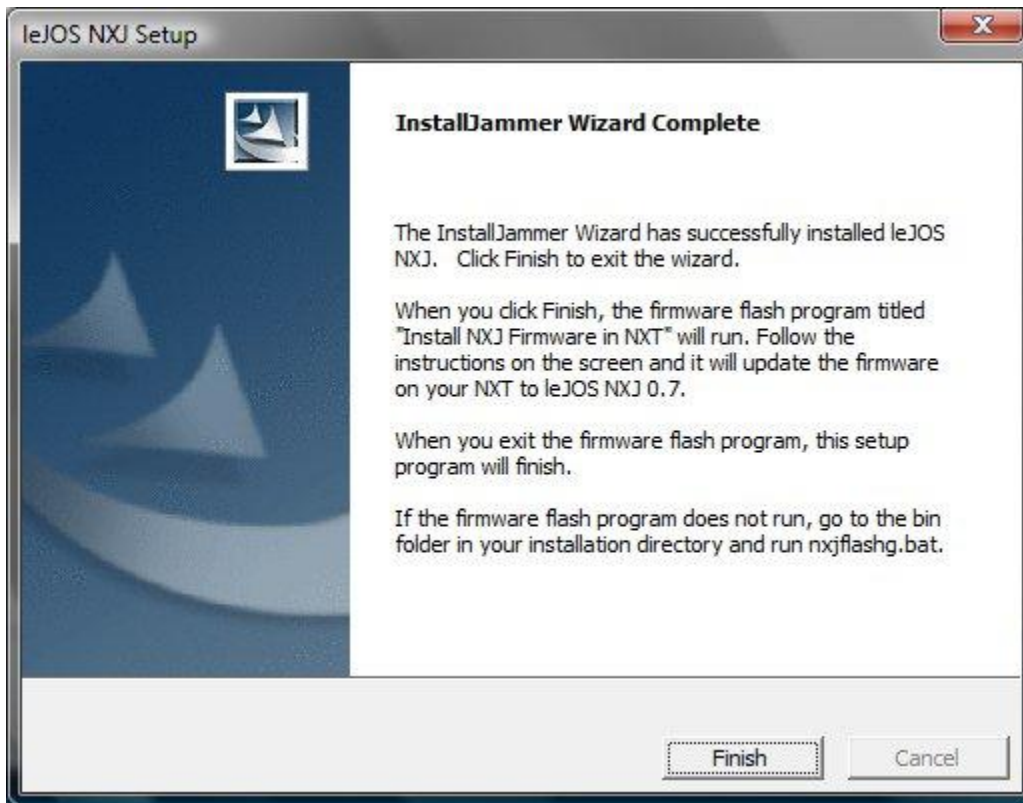 leJOS NXJ Setup
InstallJammer Wizard Complete
The InstallJammer Wizard has successfully installed leJOS
NXJ. Click Finish to exit the wizard.
When you click Finish, the firmware flash program titled
"Install NXJ Firmware in NXT" will run. Follow the
instructions on the screen and it will update the firmware
on your NXT to leJOS NXJ 0.7.
When you exit the firmware flash program, this setup
program will finish.
If the firmware flash program does not run, go to the bin
folder in your installation directory and run nxjflashg.bat.
Finish
Cancel